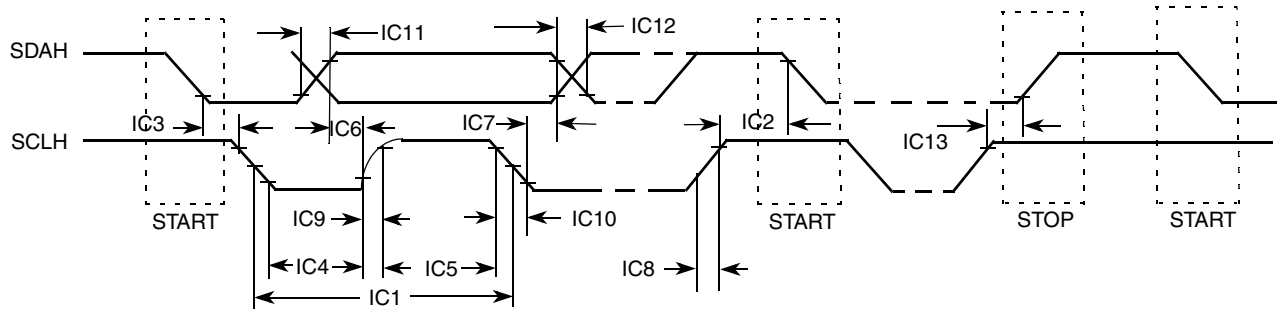 IC11
IC12
SDAH
IC3
IC6
IC7
IC2
IC13
SCLH
START
IC9
IC10
START
STOP
START
IC4
IC5
IC8
IC1